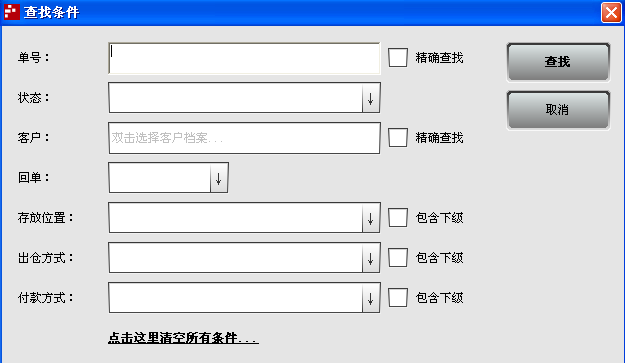 查找条件
单号：
精确查找
查找
状态：
取消
客户：
双击选择客户档案...
精确查找
回单：
存放位置：
包含下级
出仓方式：
包含下级
付款方式：
包含下级
点击这里清空所有条件...